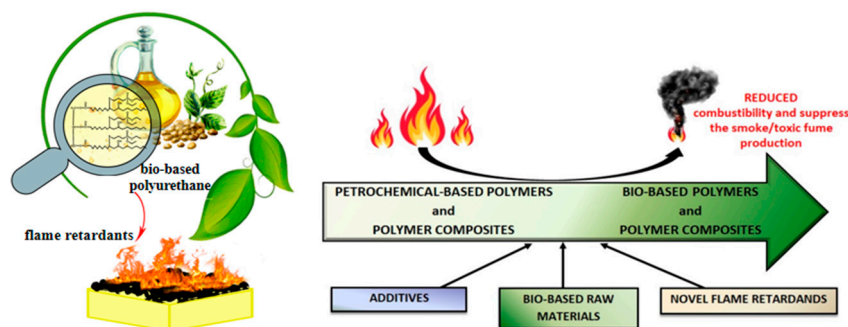 bio-based
polyurethane
flame retardants
REDUCED
combustibility and suppress
the smoke/toxic fume
production
PETROCHEMICAL-BASED POLYMERS
and
POLYMER COMPOSITES
BIO-BASED POLYMERS
and
POLYMER COMPOSITES
ADDITIVES
BIO-BASED RAW
MATERIALS
NOVEL FLAME RETARDANDS